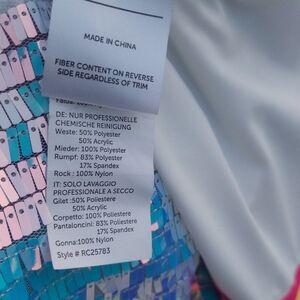 MADE IN CHINA
FIBER CONTENT ON REVERSE
SIDE REGARDLESS OF TRIM
DE: NUR PROFESSIONELLE
CHEMISCHE REINIGUNG
Weste: 50% Polyester
50% Acrylic
Mieder: 100% Polyester
Rumpf: 83% Polyester
17% Spandex
Rock : 100% Nylon
IT: SOLO LAVAGGIO
PROFESSIONALE A SECCO
Gilet :50% Poliestere
50% Acrylic
Corpetto: 100% Poliestere
Pantaloncini: 83% Poliestere
17% Spandex
Gonna:100% Nylon
Style # RC25783